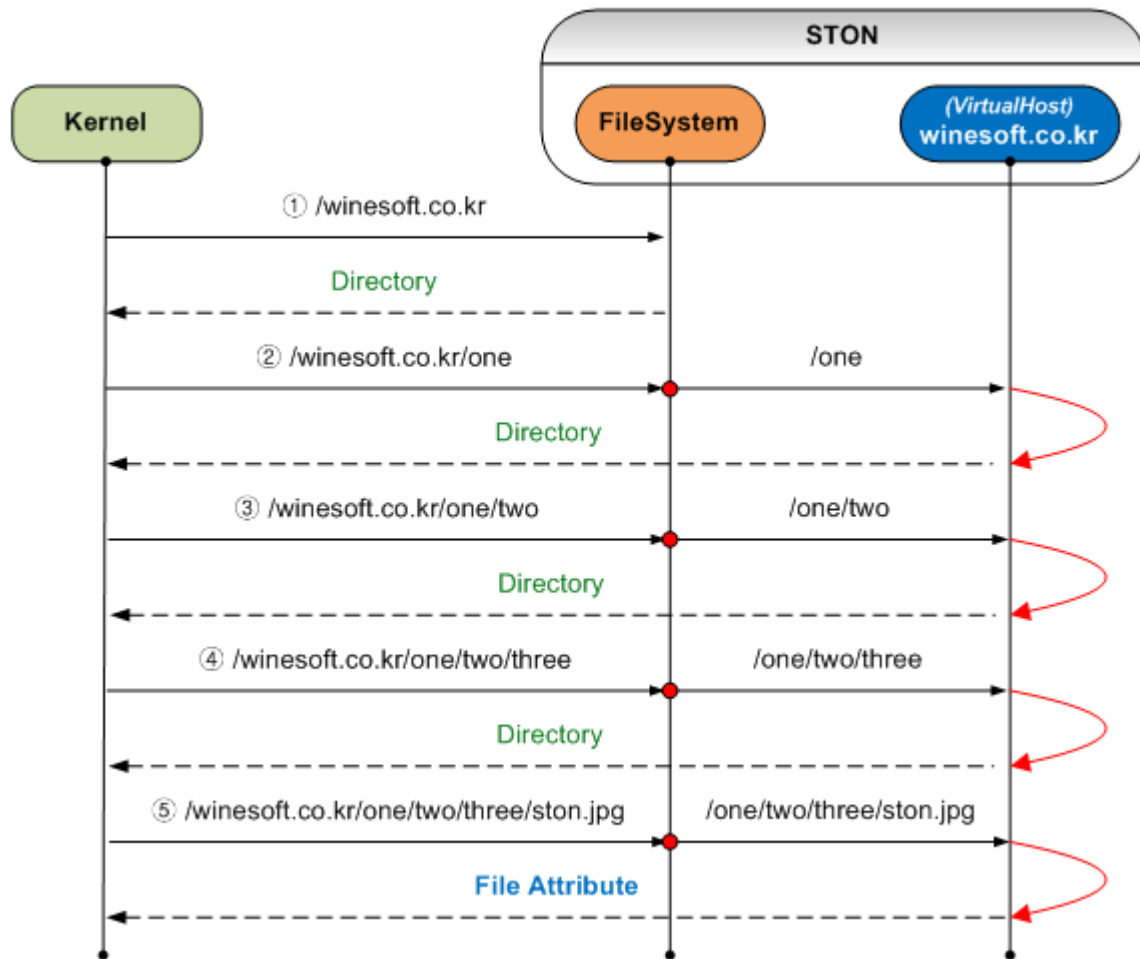 STON
Kernel
FileSystem
(VirtualHost)
winesoft.co.kr
① /winesoft.co.kr
Directory
② /winesoft.co.kr/one
/one
Directory
③ /winesoft.co.kr/one/two
/one/two
Directory
④ /winesoft.co.kr/one/two/three
/one/two/three
Directory
⑤ /winesoft.co.kr/one/two/three/ston.jpg
/one/two/three/ston.jpg
File Attribute